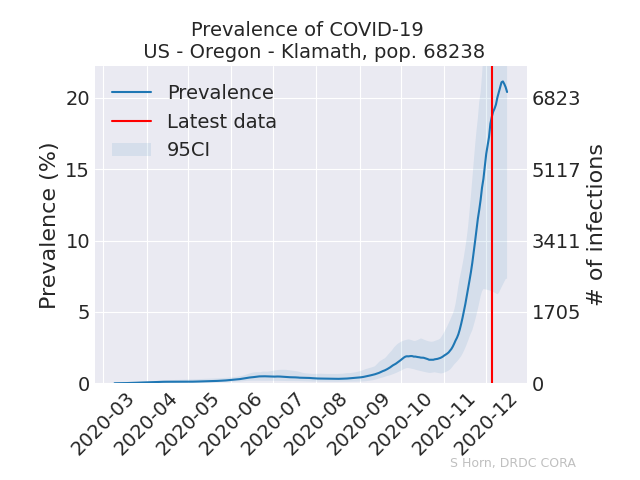 Prevalence of COVID-19
US - Oregon - Klamath, pop. 68238
Prevalence
Latest data
95CI
Prevalence (%)
20
15
10
5
0
6823
5117
3411
1705
0
# of infections
2020-03
2020-04
2020-05
2020-06
2020-07
2020-08
2020-09
2020-10
2020-11
2020-12
S Horn, DRDC CORA